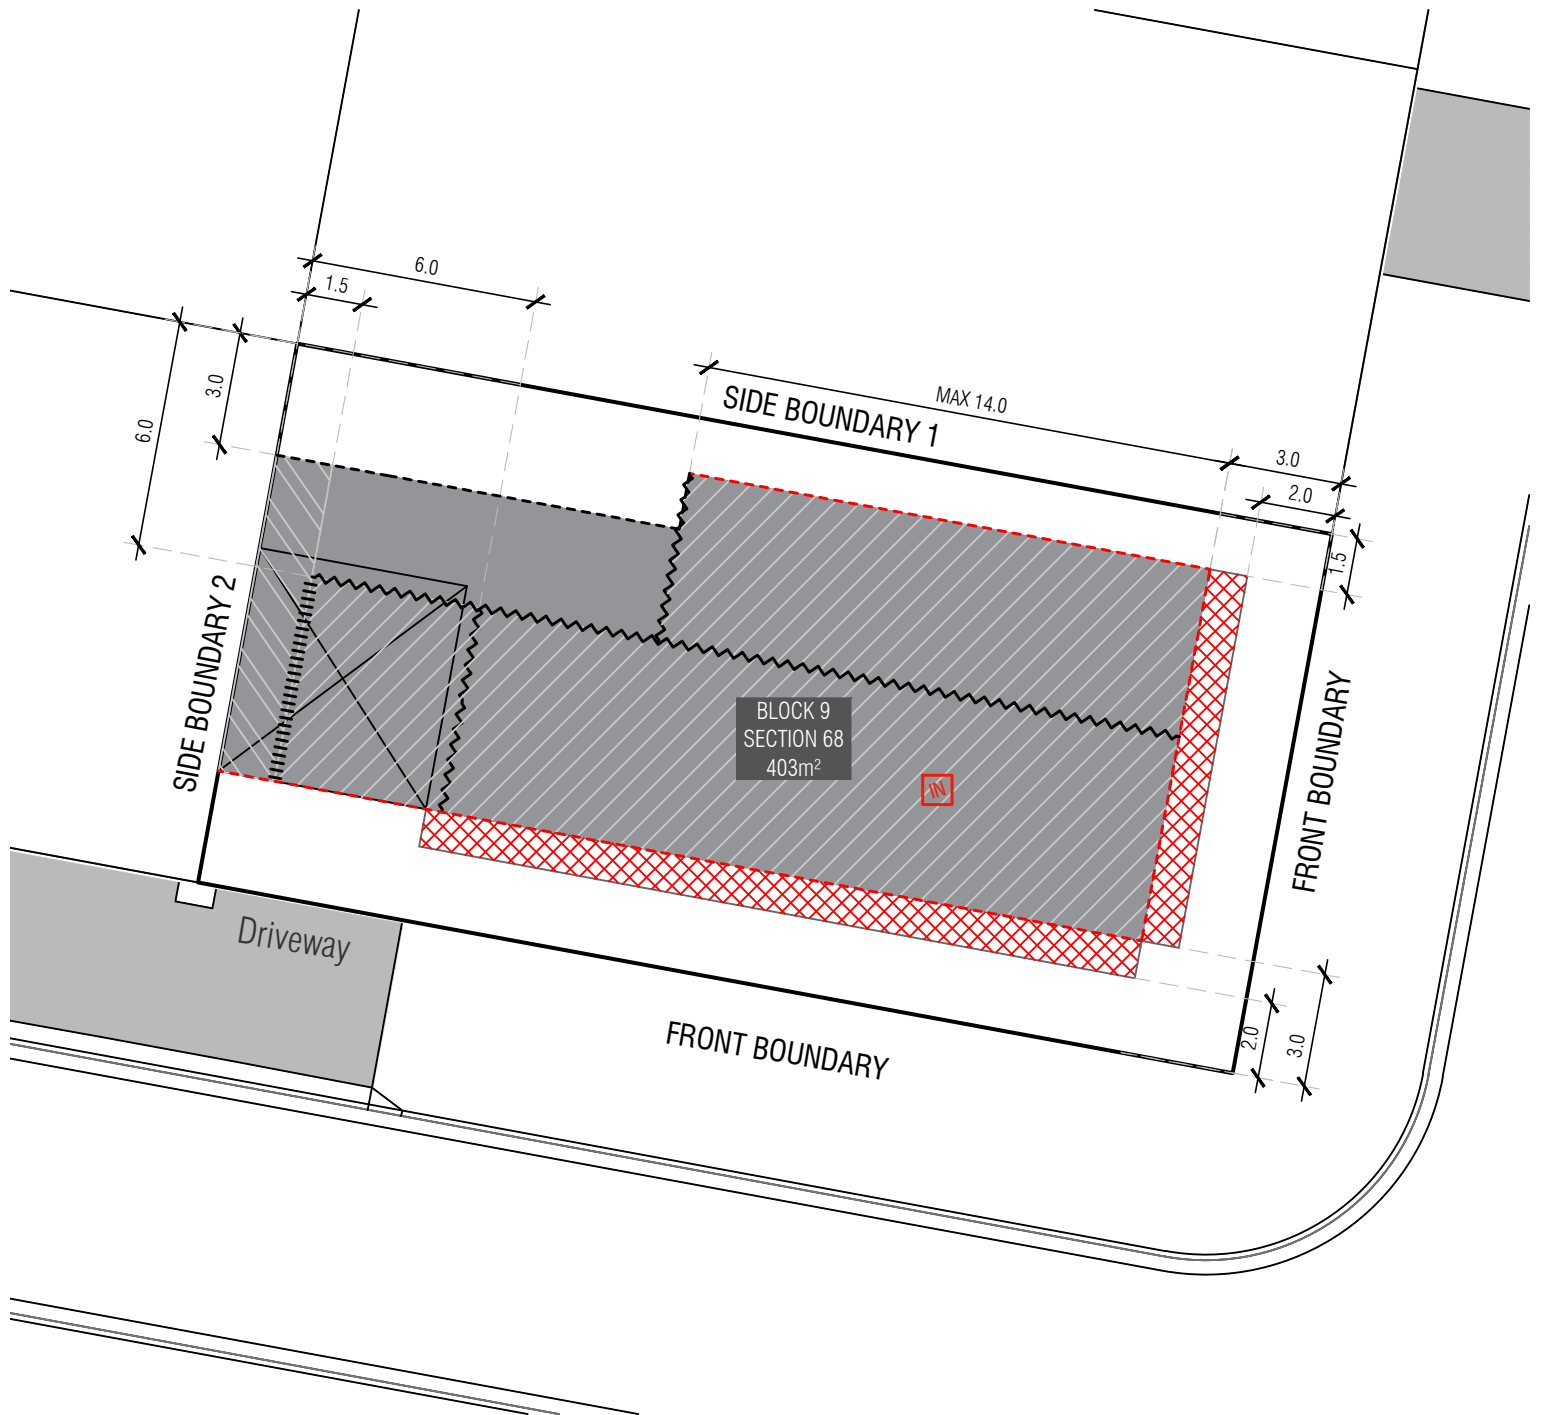 6.0
1.5
3.0
6.0
MAX 14.0
SIDE BOUNDARY 1
3.0
2.0
1.5
SIDE BOUNDARY 2
BLOCK 9
SECTION 68
403m²
IN
FRONT BOUNDARY
Driveway
FRONT BOUNDARY
2.0
3.0